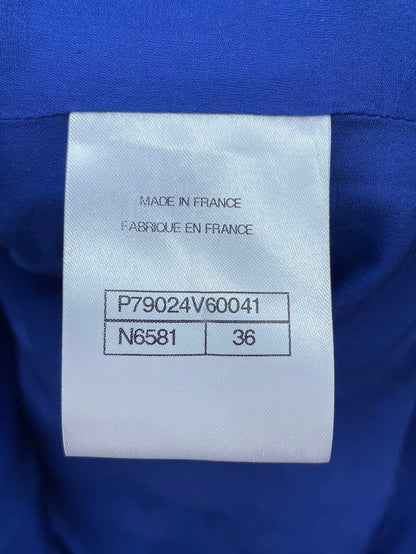 MADE IN FRANCE
FABRIQUE EN FRANCE
P79024V60041
N6581 36